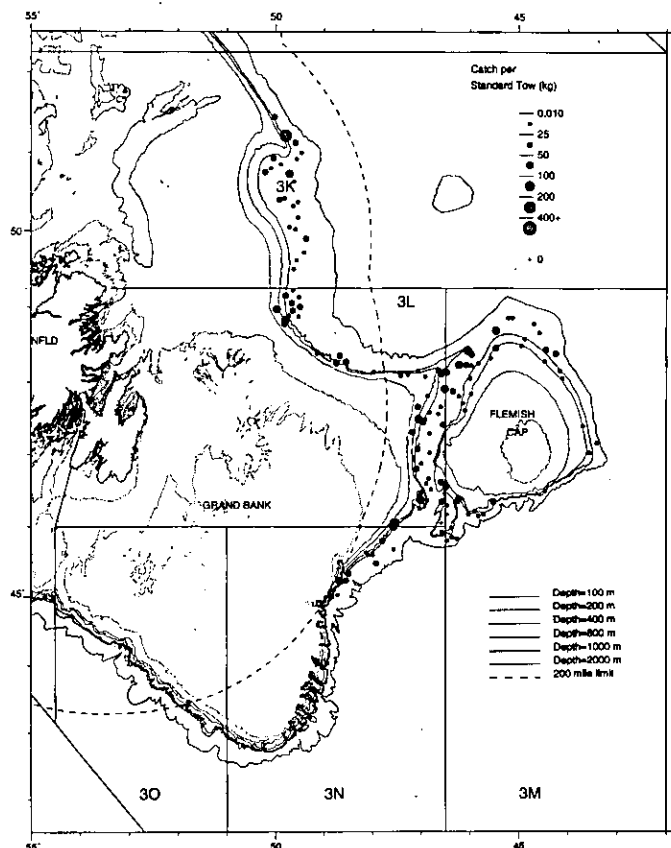 55° 50 45
Catch per
Standard Tow (kg)
0.010
25
50
100
200
400+
0
3K
50
3L
NFLD
FLEMISH
CAP
GRAND BANK
45
Depth=100 m
Depth=200 m
Depth=400 m
Depth=800 m
Depth=1000 m
Depth=2000 m
200 mile limit
3O 3N 3M
55° 50 45